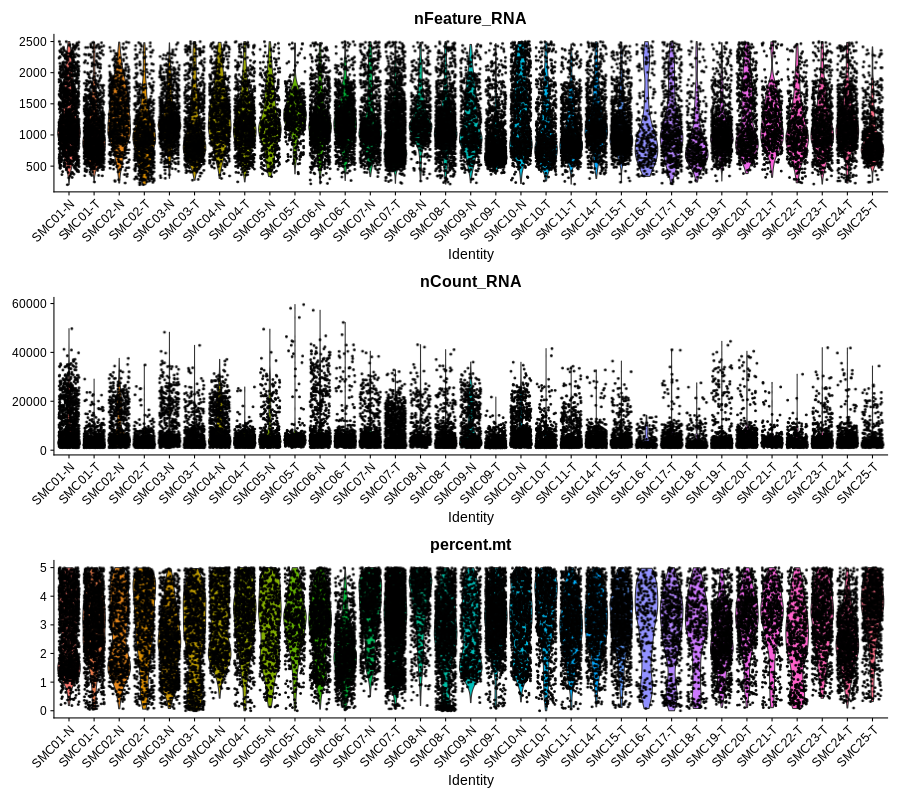 nFeature_RNA
2500
2000
1500
1000
500
SMC01-N SMC01-T SMC02-N SMC02-T SMC03-N SMC03-T SMC04-N SMC04-T SMC05-N SMC05-T SMC06-N SMC06-T SMC07-N SMC07-T SMC08-N SMC08-T SMC09-N SMC09-T SMC10-N SMC10-T SMC11-T SMC14-T SMC15-T SMC16-T SMC17-T SMC18-T SMC19-T SMC20-T SMC21-T SMC22-T SMC23-T SMC24-T SMC25-T
Identity
nCount_RNA
60000
40000
20000
0
SMC01-N SMC01-T SMC02-N SMC02-T SMC03-N SMC03-T SMC04-N SMC04-T SMC05-N SMC05-T SMC06-N SMC06-T SMC07-N SMC07-T SMC08-N SMC08-T SMC09-N SMC09-T SMC10-N SMC10-T SMC11-T SMC14-T SMC15-T SMC16-T SMC17-T SMC18-T SMC19-T SMC20-T SMC21-T SMC22-T SMC23-T SMC24-T SMC25-T
Identity
percent.mt
5
4
3
2
1
0
SMC01-N SMC01-T SMC02-N SMC02-T SMC03-N SMC03-T SMC04-N SMC04-T SMC05-N SMC05-T SMC06-N SMC06-T SMC07-N SMC07-T SMC08-N SMC08-T SMC09-N SMC09-T SMC10-N SMC10-T SMC11-T SMC14-T SMC15-T SMC16-T SMC17-T SMC18-T SMC19-T SMC20-T SMC21-T SMC22-T SMC23-T SMC24-T SMC25-T
Identity